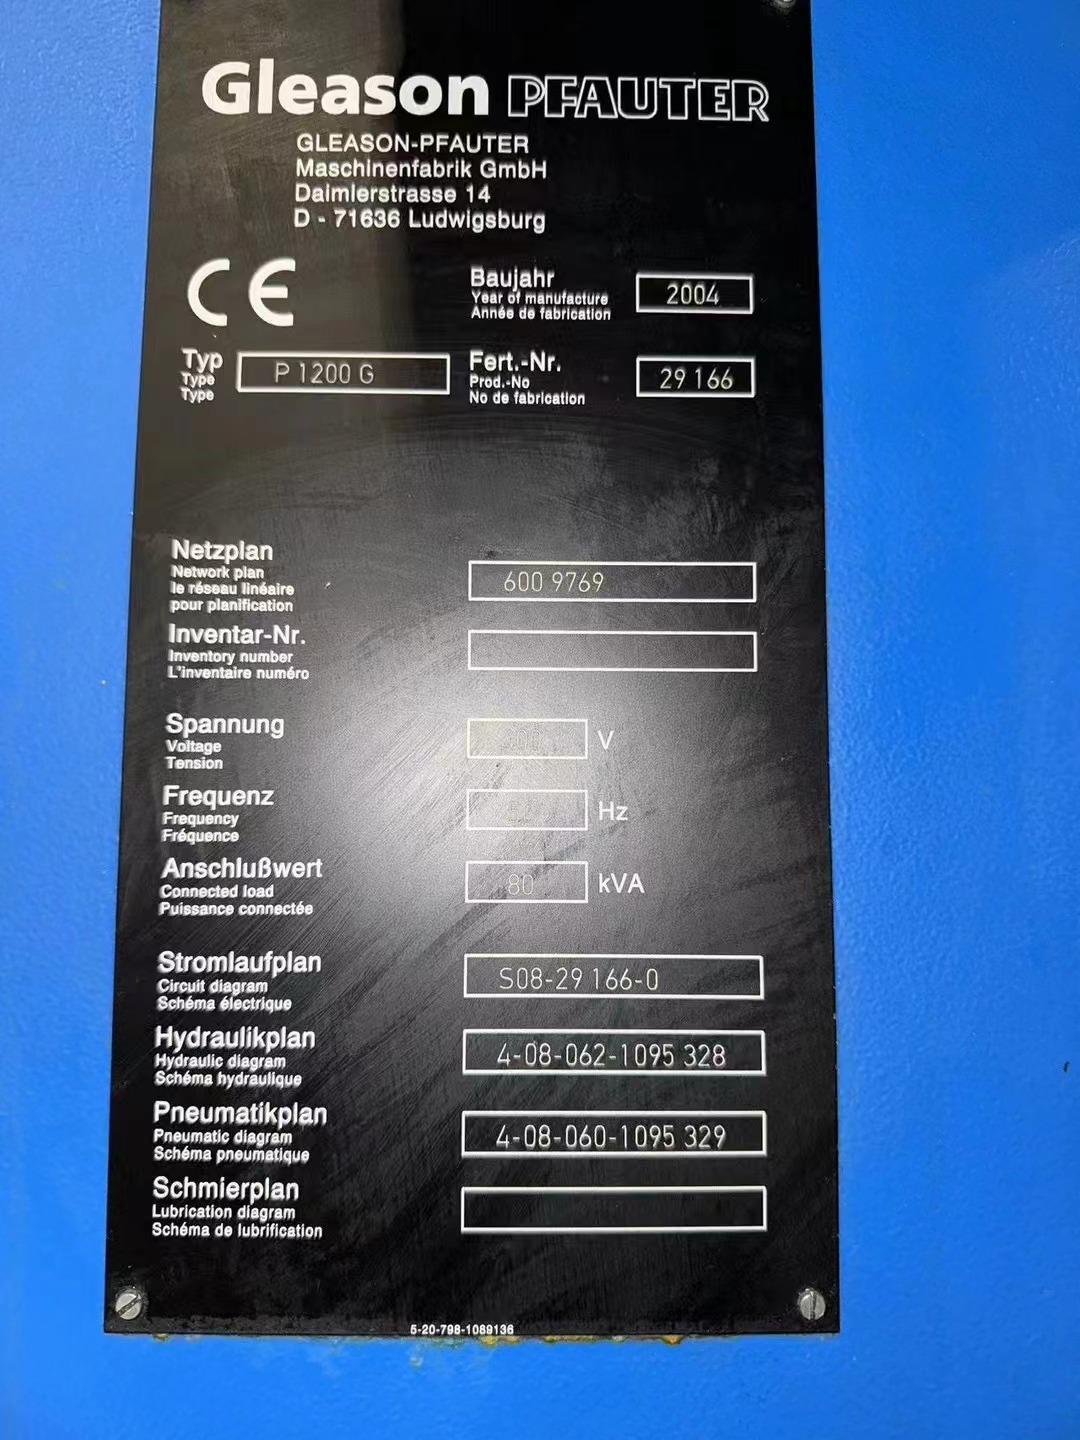 Gleason PFAUTER
GLEASON-PFAUTER
Maschinenfabrik GmbH
Daimlerstrasse 14
D - 71636 Ludwigsburg
CE
Baujahr
Year of manufacture
Année de fabrication
2004
Typ
Type
Type
P 1200 G
Fert.-Nr.
Prod.-No
No de fabrication
29 166
Netzplan
Network plan
le réseau linéaire
pour planification
600 9769
Inventar-Nr.
Inventory number
L'inventaire numéro
Spannung
Voltage
Tension
V
Frequenz
Frequency
Fréquence
Hz
Anschlußwert
Connected load
Puissance connectée
80 kVA
Stromlaufplan
Circuit diagram
Schéma électrique
S08-29 166-0
Hydraulikplan
Hydraulic diagram
Schéma hydraulique
4-08-062-1095 328
Pneumatikplan
Pneumatic diagram
Schéma pneumatique
4-08-060-1095 329
Schmierplan
Lubrication diagram
Schéma de lubrification
5-20-798-1089136